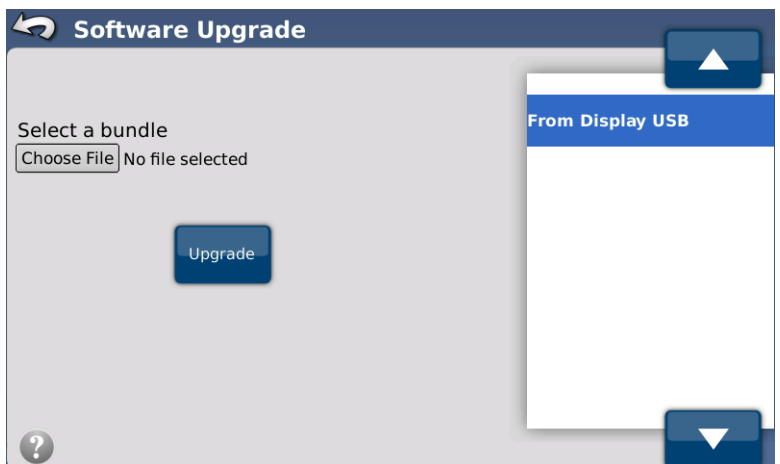 Software Upgrade
Select a bundle
Choose File No file selected
Upgrade
From Display USB
?